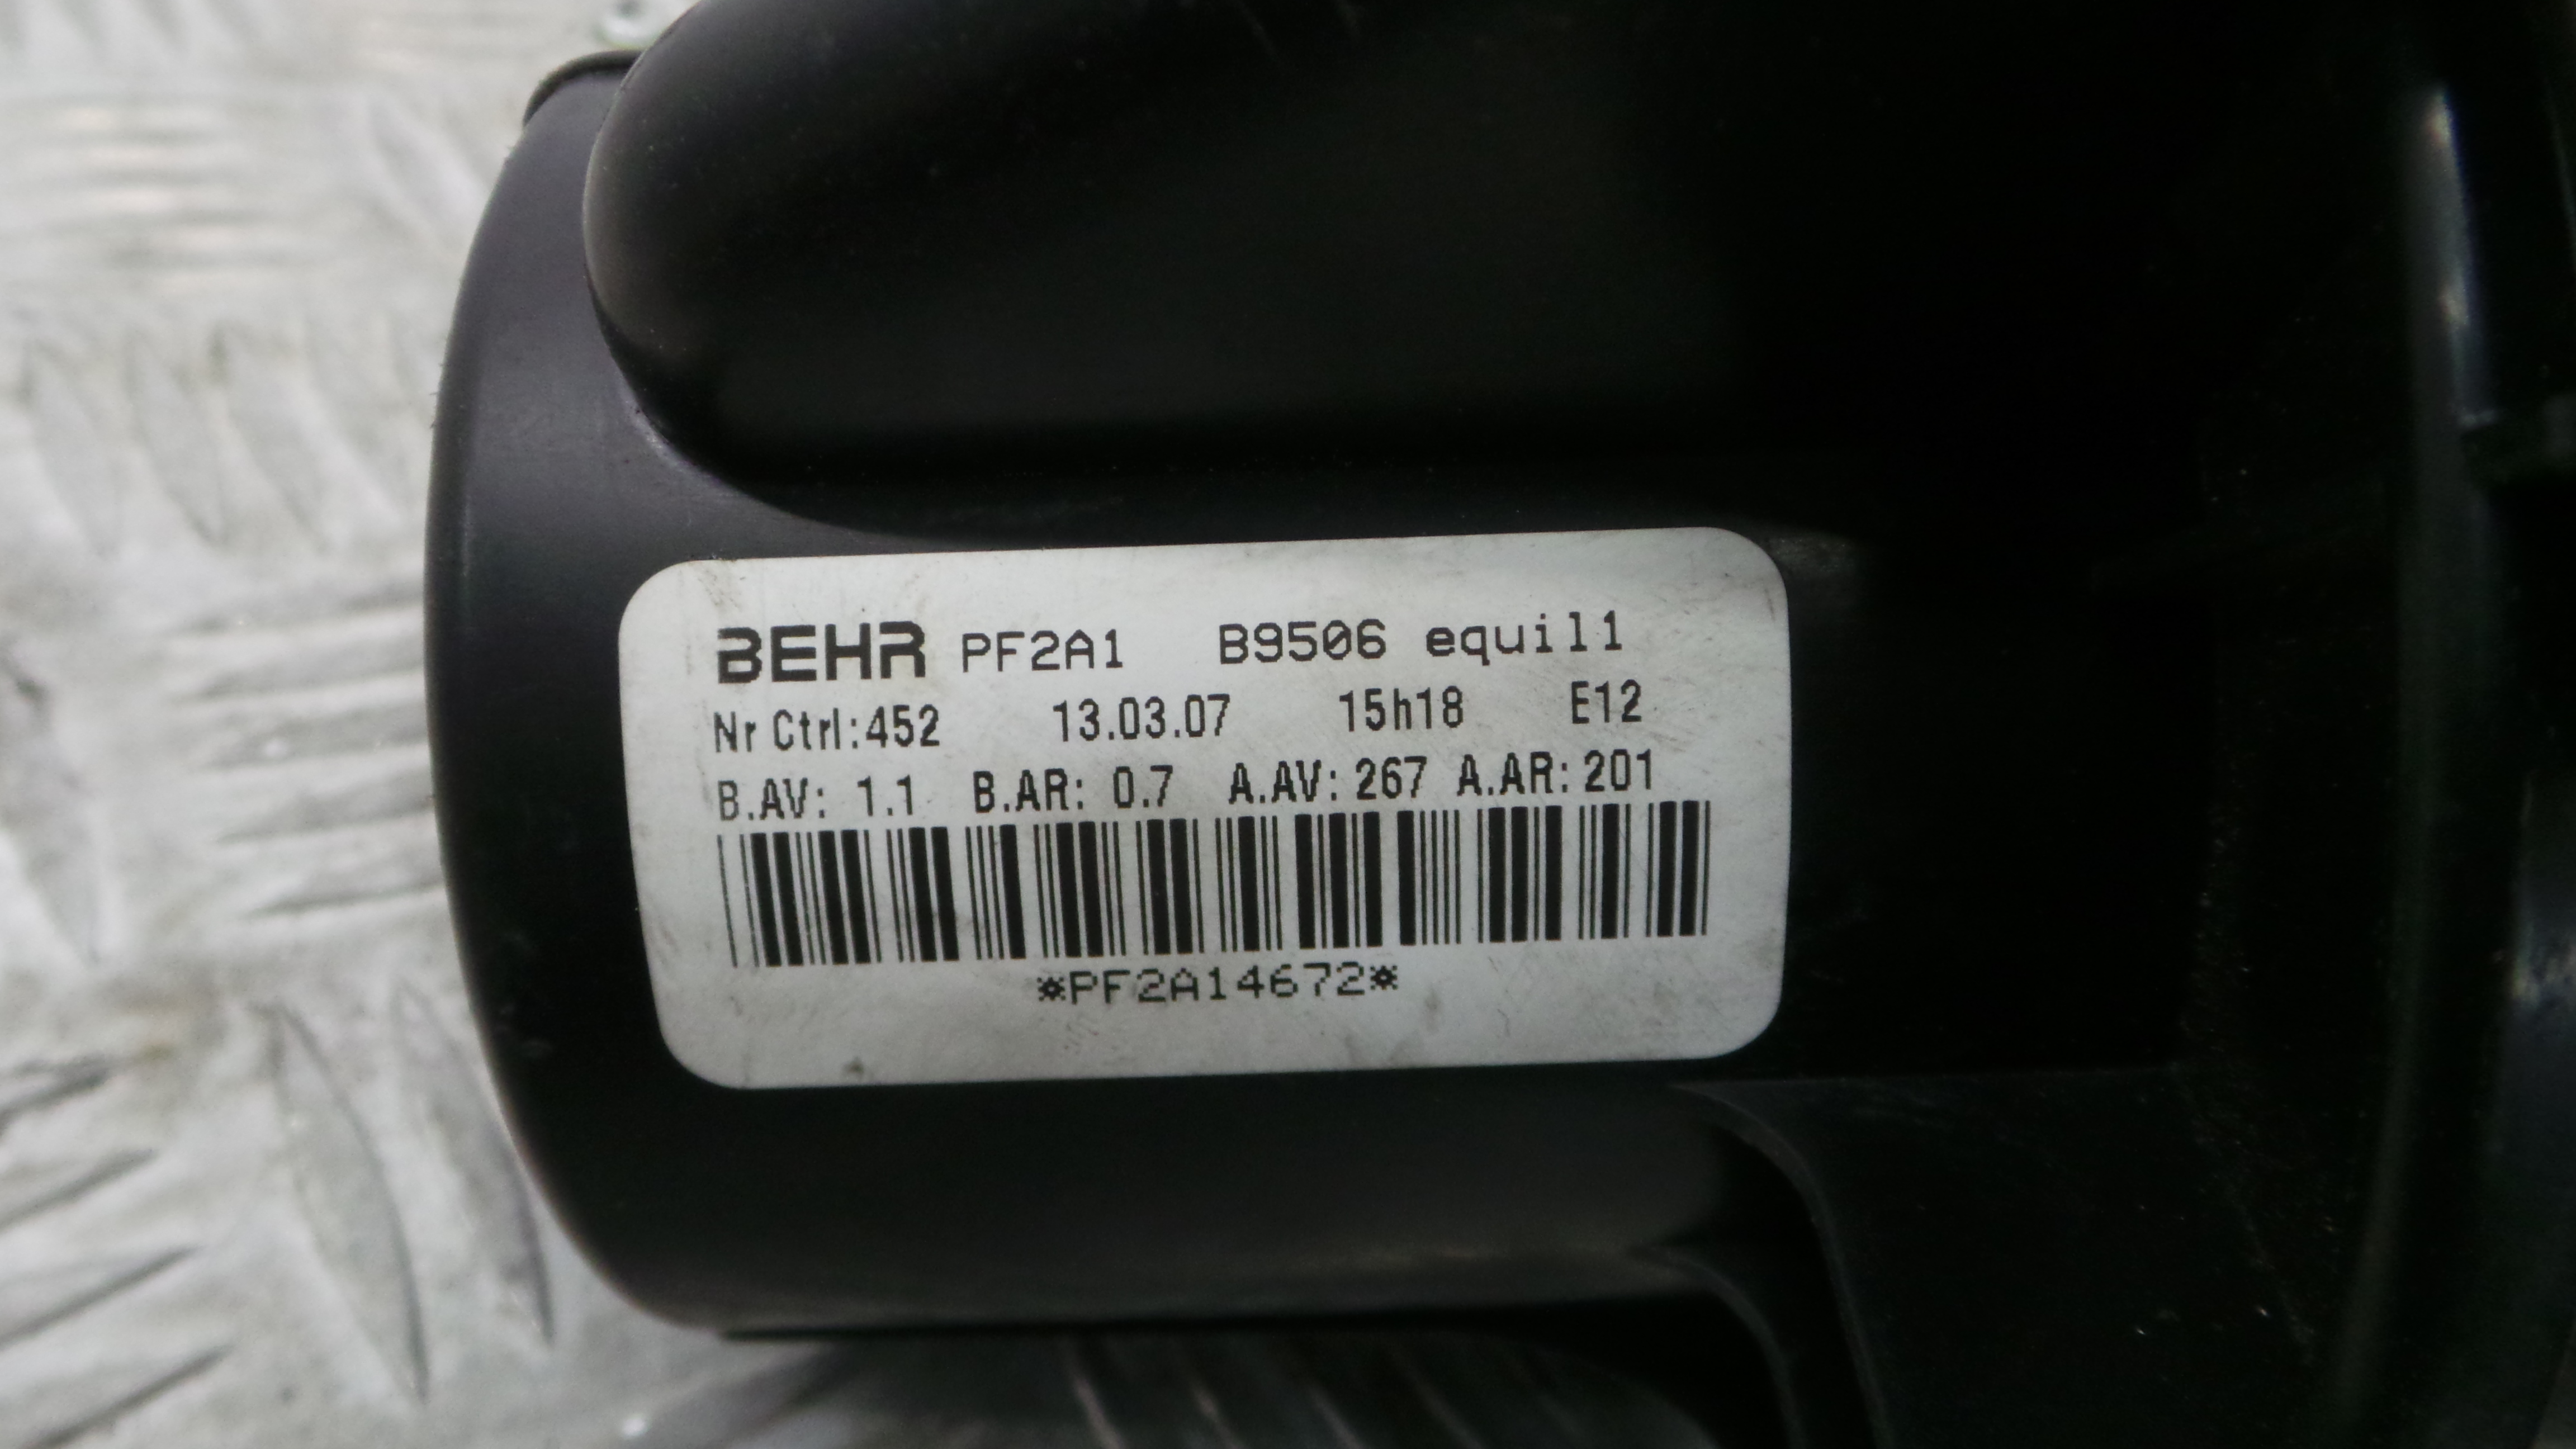 BEHR PF2A1 B9506 equil1
Nr Ctrl:452 13.03.07 15h18 E12
B.AV: 1.1 B.AR: 0.7 A.AV: 267 A.AR: 201
*PF2A14672*